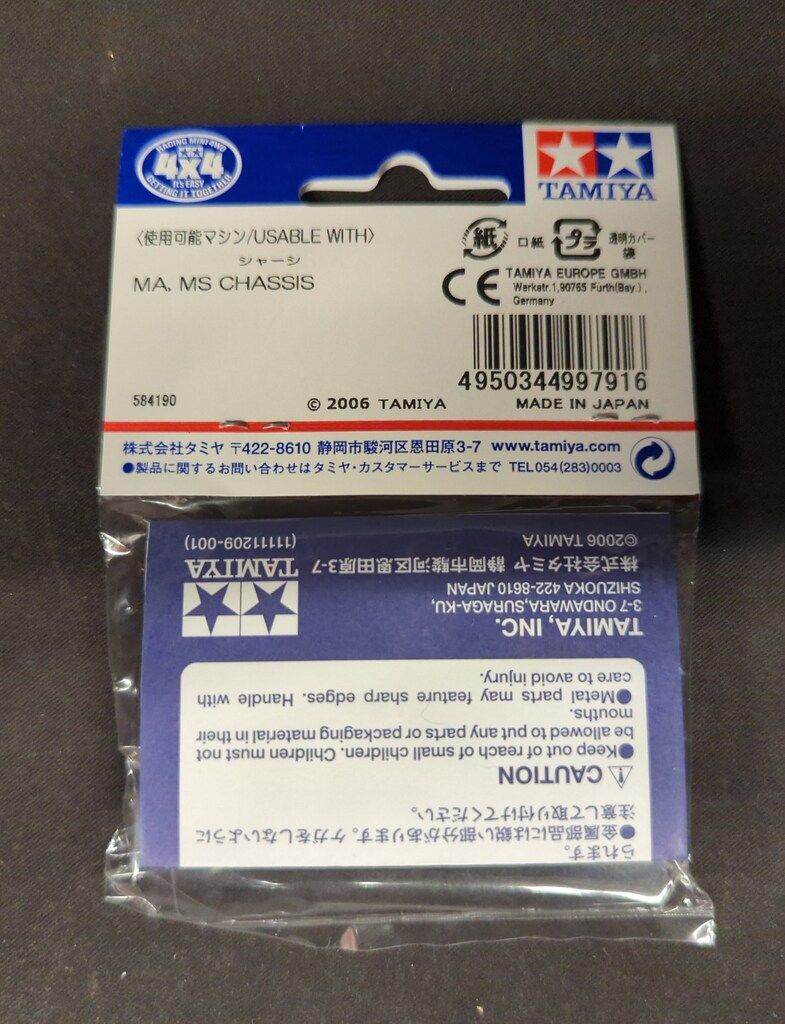 RACING MINI 4WD
4x4
It's EASY
GETTING IT TOGETHER
TAMIYA
〈使用可能マシン/USABLE WITH〉
シャーシ
MA, MS CHASSIS
紙 口紙 プラ 透明カバー
袋
CE TAMIYA EUROPE GMBH
Werkstr.1,90765 Fürth(Bay.),
Germany
4950344997916
584190 © 2006 TAMIYA MADE IN JAPAN
株式会社タミヤ 〒422-8610 静岡市駿河区恩田原3-7 www.tamiya.com
●製品に関するお問い合わせはタミヤ・カスタマーサービスまで TEL054(283)0003
られます。
●金属部品には鋭い部分があります。ケガをしないように
注意して取り付けてください。
⚠CAUTION
●Keep out of reach of small children. Children must not
be allowed to put any parts or packaging material in their
mouths.
●Metal parts may feature sharp edges. Handle with
care to avoid injury.
TAMIYA, INC.
3-7 ONDAWARA,SURAGA-KU,
SHIZUOKA 422-8610 JAPAN
株式会社タミヤ 静岡市駿河区恩田原3-7
©2006 TAMIYA
TAMIYA
(11111209-001)